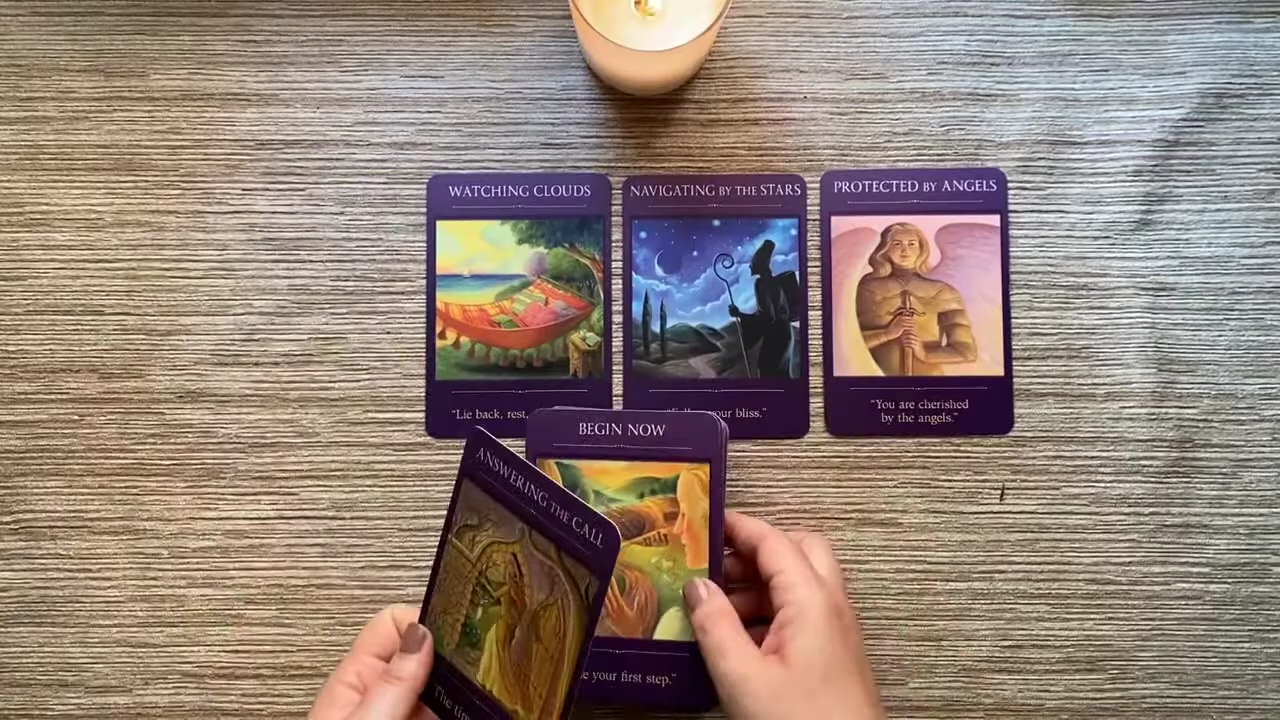 WATCHING CLOUDS
"Lie back, rest,
NAVIGATING BY THE STARS
your bliss."
PROTECTED BY ANGELS
"You are cherished
by the angels."
BEGIN NOW
your first step."
ANSWERING THE CALL
"The